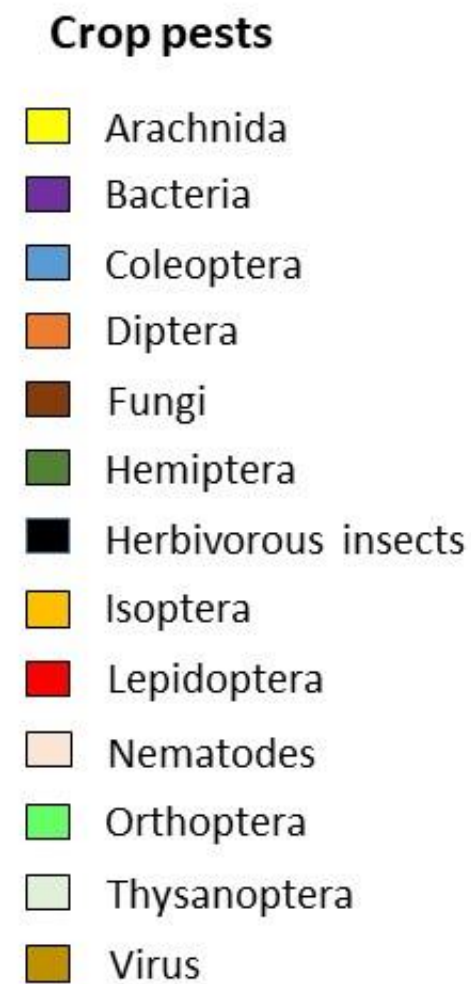 Crop pests
Arachnida
Bacteria
Coleoptera
Diptera
Fungi
Hemiptera
Herbivorous insects
Isoptera
Lepidoptera
Nematodes
Orthoptera
Thysanoptera
Virus